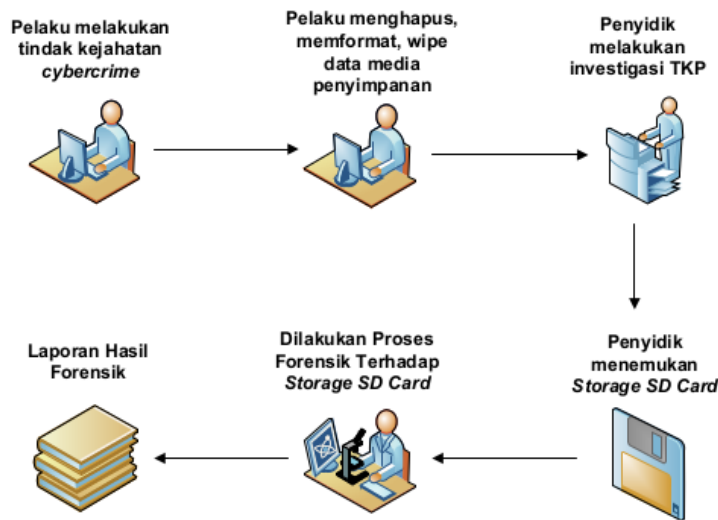 Pelaku melakukan
tindak kejahatan
cybercrime
Pelaku menghapus,
memformat, wipe
data media
penyimpanan
Penyidik
melakukan
investigasi TKP
Penyidik
menemukan
Storage SD Card
Dilakukan Proses
Forensik Terhadap
Storage SD Card
Laporan Hasil
Forensik